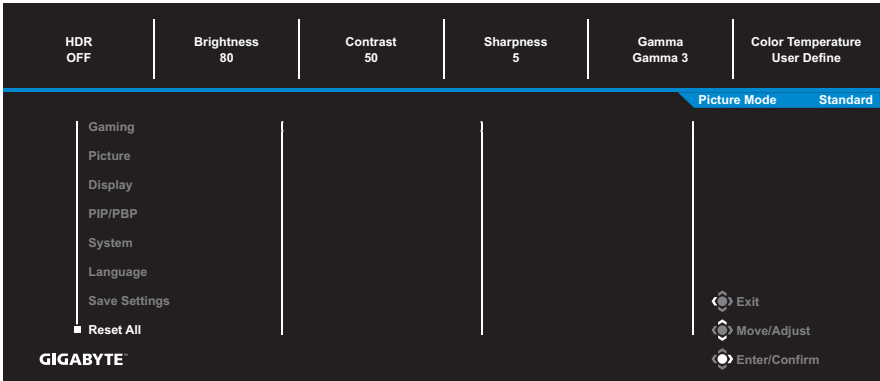 HDR Brightness Contrast Sharpness Gamma Color Temperature
OFF 80 50 5 Gamma 3 User Define
Picture Mode Standard
Gaming
Picture
Display
PIP/PBP
System
Language
Save Settings
Exit
Reset All
Move/Adjust
GIGABYTE™
Enter/Confirm